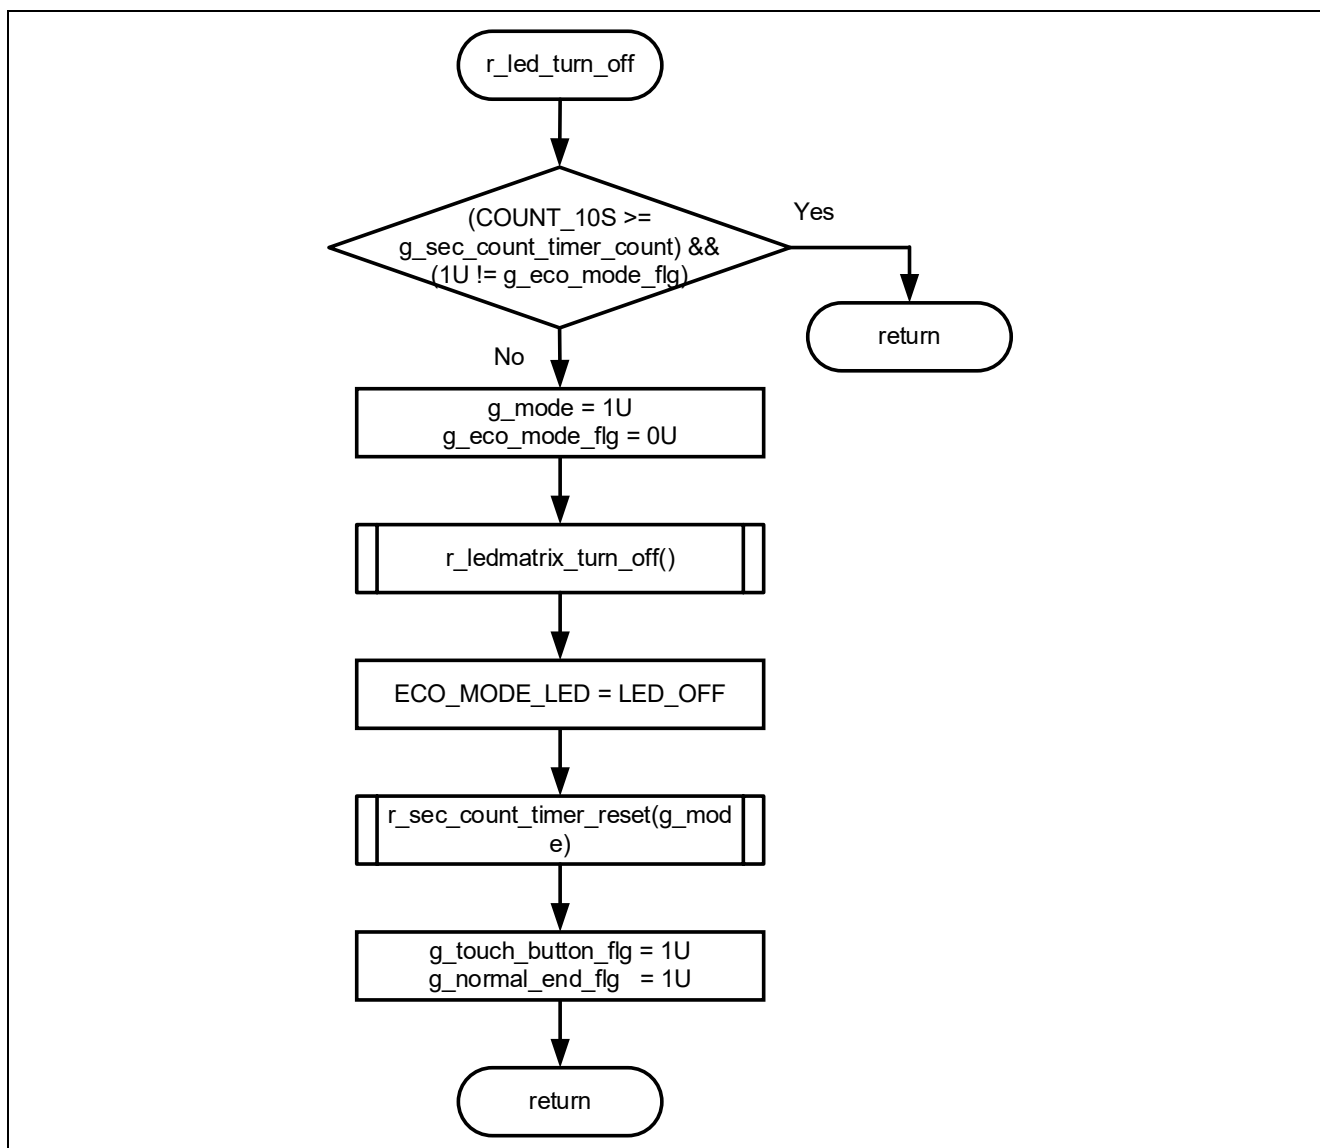 r_led_turn_off
(COUNT_10S >=
g_sec_count_timer_count) &&
(1U != g_eco_mode_flg)
Yes
return
No
g_mode = 1U
g_eco_mode_flg = 0U
r_ledmatrix_turn_off()
ECO_MODE_LED = LED_OFF
r_sec_count_timer_reset(g_mod
e)
g_touch_button_flg = 1U
g_normal_end_flg   = 1U
return